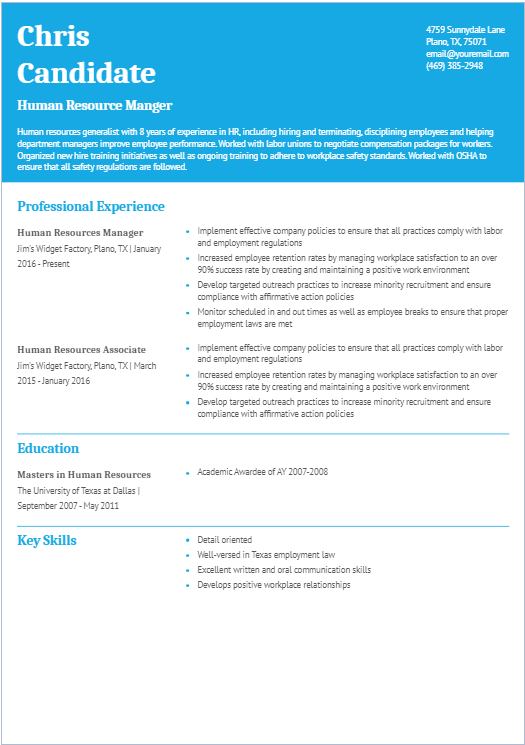 Chris
Candidate
Human Resource Manger
4759 Sunnydale Lane
Plano, TX, 75071
email@youremail.com
(469) 385-2948
Human resources generalist with 8 years of experience in HR, including hiring and terminating, disciplining employees and helping
department managers improve employee performance. Worked with labor unions to negotiate compensation packages for workers.
Organized new hire training initiatives as well as ongoing training to adhere to workplace safety standards. Worked with OSHA to
ensure that all safety regulations are followed.
Professional Experience
Human Resources Manager
Jim's Widget Factory, Plano, TX | January
2016 - Present
• Implement effective company policies to ensure that all practices comply with labor
and employment regulations
• Increased employee retention rates by managing workplace satisfaction to an over
90% success rate by creating and maintaining a positive work environment
• Develop targeted outreach practices to increase minority recruitment and ensure
compliance with affirmative action policies
• Monitor scheduled in and out times as well as employee breaks to ensure that proper
employment laws are met
Human Resources Associate
Jim's Widget Factory, Plano, TX | March
2015 - January 2016
• Implement effective company policies to ensure that all practices comply with labor
and employment regulations
• Increased employee retention rates by managing workplace satisfaction to an over
90% success rate by creating and maintaining a positive work environment
• Develop targeted outreach practices to increase minority recruitment and ensure
compliance with affirmative action policies
Education
Masters in Human Resources
The University of Texas at Dallas |
September 2007 - May 2011
• Academic Awardee of AY 2007-2008
Key Skills
• Detail oriented
• Well-versed in Texas employment law
• Excellent written and oral communication skills
• Develops positive workplace relationships